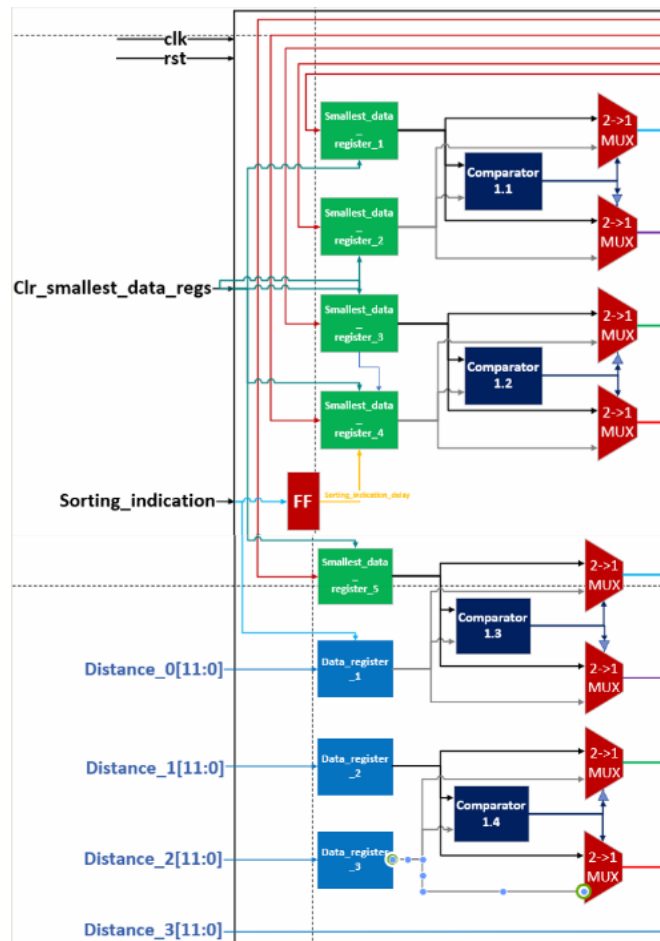 clk
rst
Smallest_data
_
register_1
2->1
MUX
Comparator
1.1
Smallest_data
_
register_2
2->1
MUX
Clr_smallest_data_regs
Smallest_data
_
register_3
2->1
MUX
Comparator
1.2
Smallest_data
_
register_4
2->1
MUX
Sorting_indication
FF
Sorting_indication_delay
Smallest_data
_
register_5
2->1
MUX
Comparator
1.3
Distance_0[11:0]
Data_register
_1
2->1
MUX
Distance_1[11:0]
Data_register
_2
2->1
MUX
Comparator
1.4
Distance_2[11:0]
Data_register
_3
2->1
MUX
Distance_3[11:0]